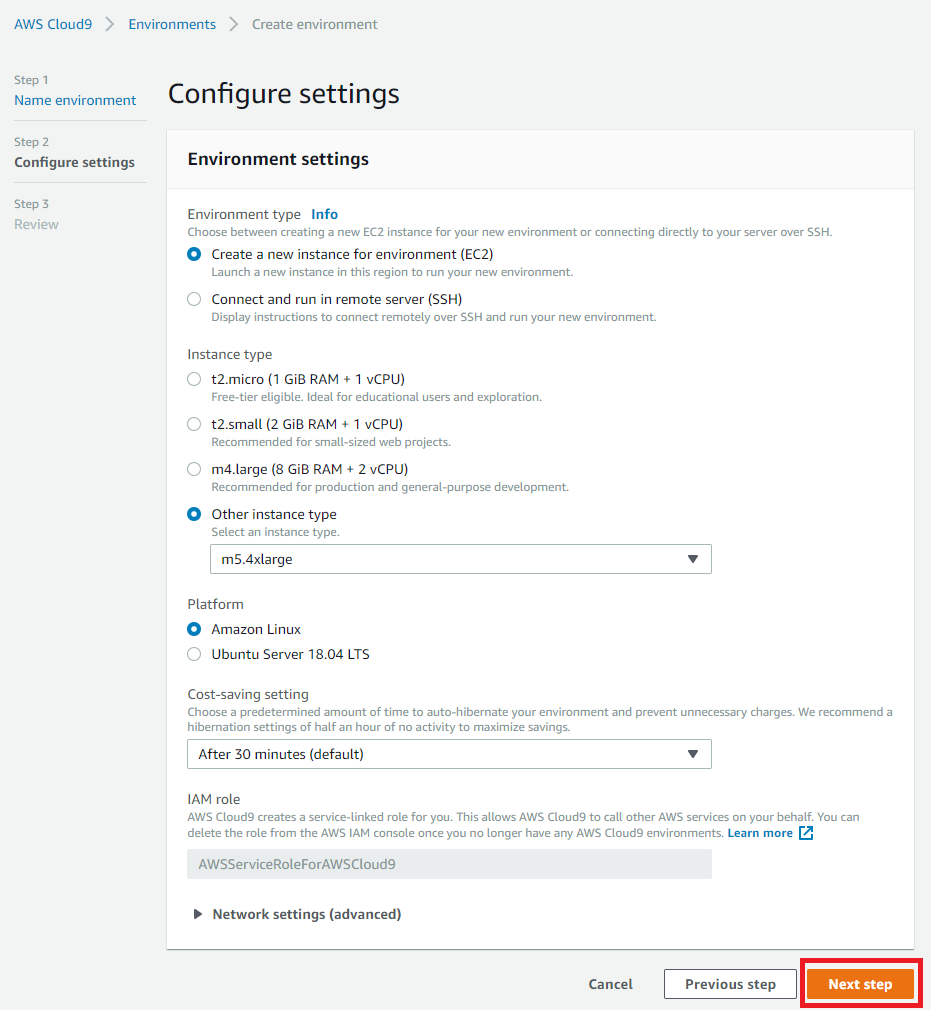 AWS Cloud9 Environments Create environment
Step 1
Name environment
Step 2
Configure settings
Step 3
Review
Configure settings
Environment settings
Environment type Info
Choose between creating a new EC2 instance for your new environment or connecting directly to your server over SSH.
Create a new instance for environment (EC2)
Launch a new instance in this region to run your new environment.
Connect and run in remote server (SSH)
Display instructions to connect remotely over SSH and run your new environment.
Instance type
t2.micro (1 GiB RAM + 1 vCPU)
Free-tier eligible. Ideal for educational users and exploration.
t2.small (2 GiB RAM + 1 vCPU)
Recommended for small-sized web projects.
m4.large (8 GiB RAM + 2 vCPU)
Recommended for production and general-purpose development.
Other instance type
Select an instance type.
m5.4xlarge
Platform
Amazon Linux
Ubuntu Server 18.04 LTS
Cost-saving setting
Choose a predetermined amount of time to auto-hibernate your environment and prevent unnecessary charges. We recommend a
hibernation settings of half an hour of no activity to maximize savings.
After 30 minutes (default)
IAM role
AWS Cloud9 creates a service-linked role for you. This allows AWS Cloud9 to call other AWS services on your behalf. You can
delete the role from the AWS IAM console once you no longer have any AWS Cloud9 environments. Learn more
AWSServiceRoleForAWSCloud9
Network settings (advanced)
Cancel Previous step Next step